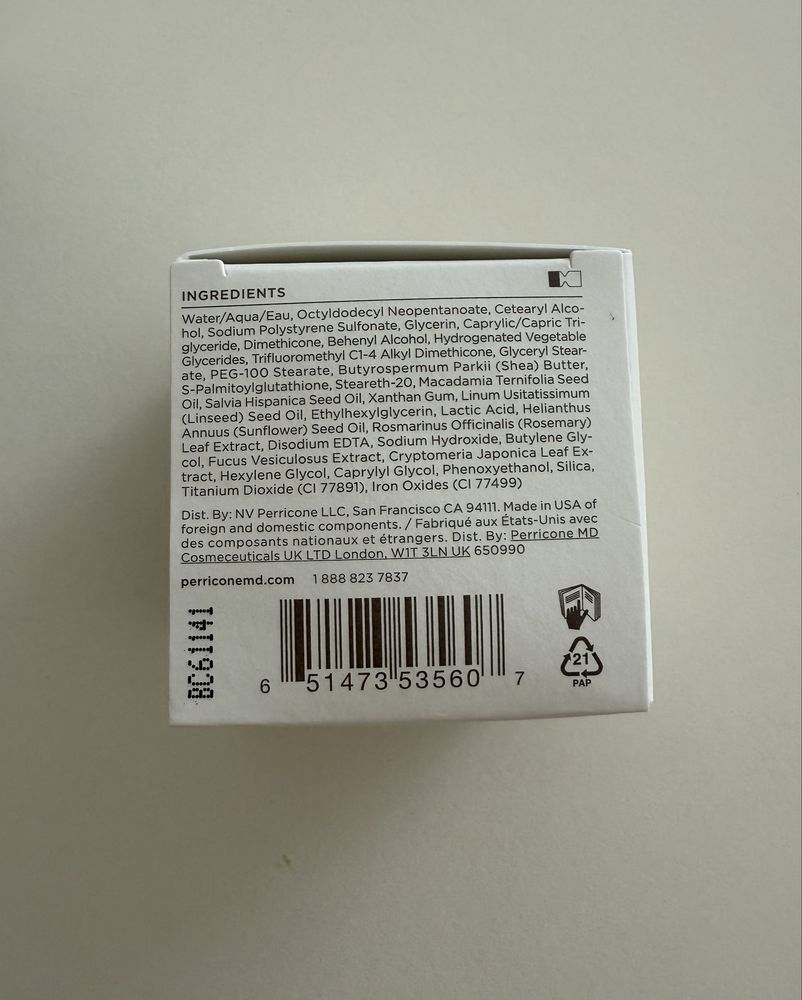 INGREDIENTS
Water/Aqua/Eau, Octyldodecyl Neopentanoate, Cetearyl Alco-
hol, Sodium Polystyrene Sulfonate, Glycerin, Caprylic/Capric Tri-
glyceride, Dimethicone, Behenyl Alcohol, Hydrogenated Vegetable
Glycerides, Trifluoromethyl C1-4 Alkyl Dimethicone, Glyceryl Stear-
ate, PEG-100 Stearate, Butyrospermum Parkii (Shea) Butter,
S-Palmitoylglutathione, Steareth-20, Macadamia Ternifolia Seed
Oil, Salvia Hispanica Seed Oil, Xanthan Gum, Linum Usitatissimum
(Linseed) Seed Oil, Ethylhexylglycerin, Lactic Acid, Helianthus
Annuus (Sunflower) Seed Oil, Rosmarinus Officinalis (Rosemary)
Leaf Extract, Disodium EDTA, Sodium Hydroxide, Butylene Gly-
col, Fucus Vesiculosus Extract, Cryptomeria Japonica Leaf Ex-
tract, Hexylene Glycol, Caprylyl Glycol, Phenoxyethanol, Silica,
Titanium Dioxide (CI 77891), Iron Oxides (CI 77499)
Dist. By: NV Perricone LLC, San Francisco CA 94111. Made in USA of
foreign and domestic components. / Fabriqué aux États-Unis avec
des composants nationaux et étrangers. Dist. By: Perricone MD
Cosmeceuticals UK LTD London, W1T 3LN UK 650990
perriconemd.com 1 888 823 7837
BC61141
6 51473 53560 7
21
PAP